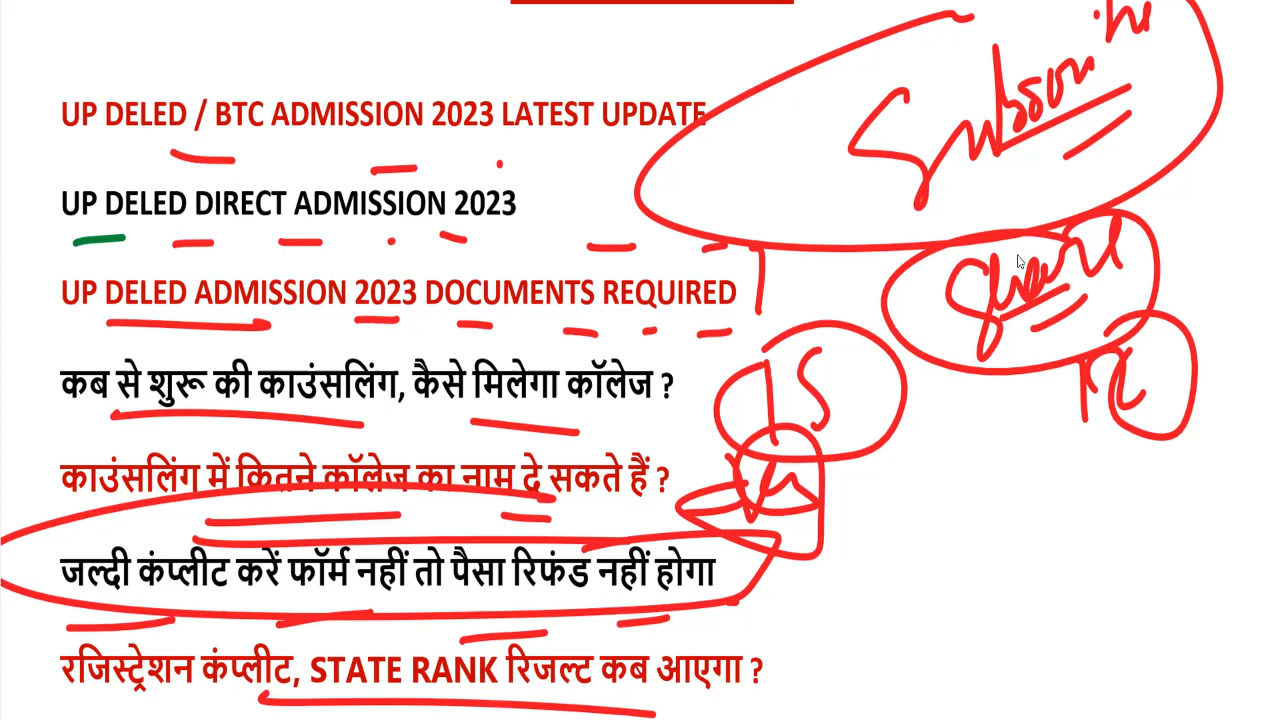 UP DELED / BTC ADMISSION 2023 LATEST UPDATE
UP DELED DIRECT ADMISSION 2023
UP DELED ADMISSION 2023 DOCUMENTS REQUIRED
कब से शुरू की काउंसलिंग, कैसे मिलेगा कॉलेज ?
काउंसलिंग में कितने कॉलेज का नाम दे सकते हैं ?
जल्दी कंप्लीट करें फॉर्म नहीं तो पैसा रिफंड नहीं होगा
रजिस्ट्रेशन कंप्लीट, STATE RANK रिजल्ट कब आएगा ?
Share
15